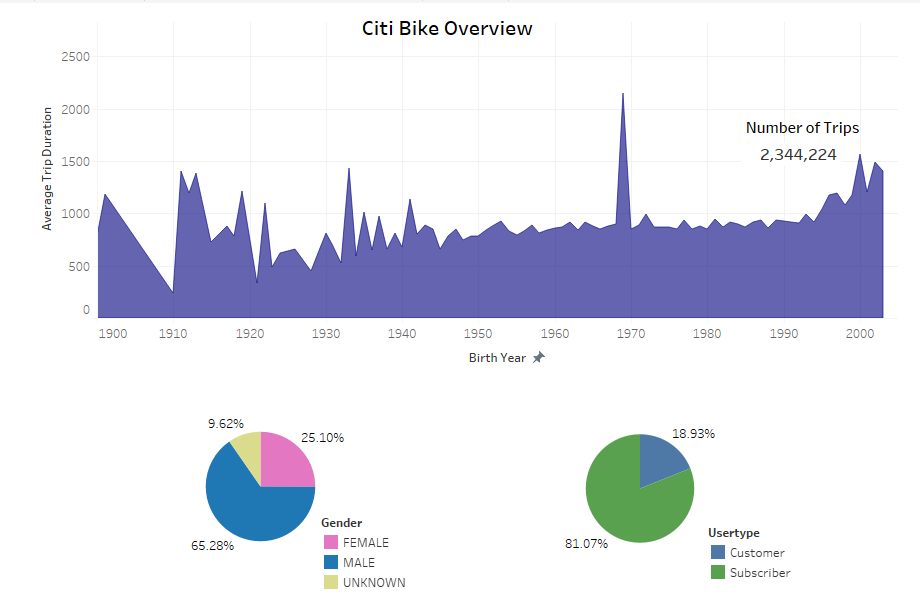 Citi Bike Overview
2500
2000
1500
1000
500
0
Average Trip Duration
Number of Trips
2,344,224
1900 1910 1920 1930 1940 1950 1960 1970 1980 1990 2000
Birth Year
9.62%
25.10%
65.28%
Gender
FEMALE
MALE
UNKNOWN
18.93%
81.07%
Usertype
Customer
Subscriber